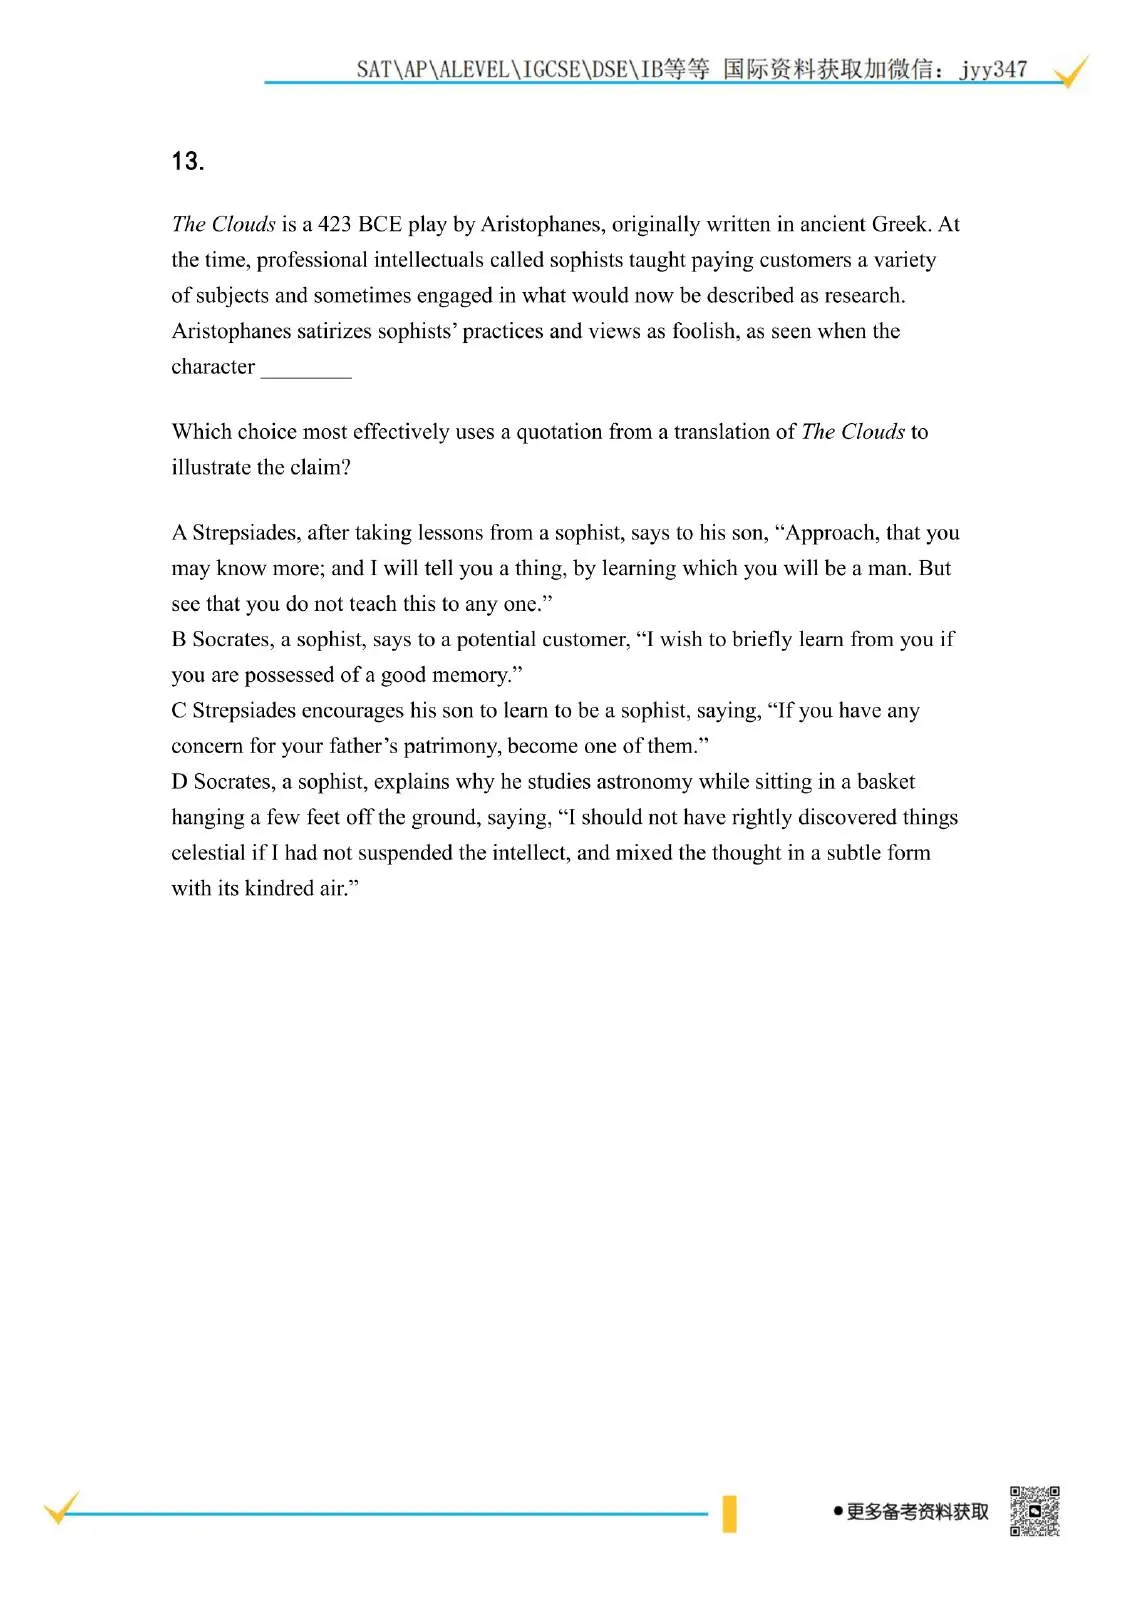 SAT\AP\ALEVEL\IGCSE\DSE\IB等等 国际资料获取加微信：jyy347
13.
The Clouds is a 423 BCE play by Aristophanes, originally written in ancient Greek. At
the time, professional intellectuals called sophists taught paying customers a variety
of subjects and sometimes engaged in what would now be described as research.
Aristophanes satirizes sophists’ practices and views as foolish, as seen when the
character ________
Which choice most effectively uses a quotation from a translation of The Clouds to
illustrate the claim?
A Strepsiades, after taking lessons from a sophist, says to his son, “Approach, that you
may know more; and I will tell you a thing, by learning which you will be a man. But
see that you do not teach this to any one.”
B Socrates, a sophist, says to a potential customer, “I wish to briefly learn from you if
you are possessed of a good memory.”
C Strepsiades encourages his son to learn to be a sophist, saying, “If you have any
concern for your father’s patrimony, become one of them.”
D Socrates, a sophist, explains why he studies astronomy while sitting in a basket
hanging a few feet off the ground, saying, “I should not have rightly discovered things
celestial if I had not suspended the intellect, and mixed the thought in a subtle form
with its kindred air.”
●更多备考资料获取